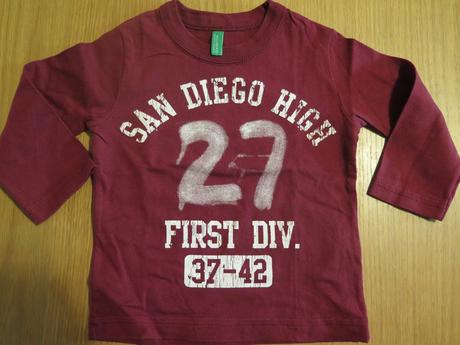 SAN DIEGO HIGH
27
FIRST DIV.
37-42